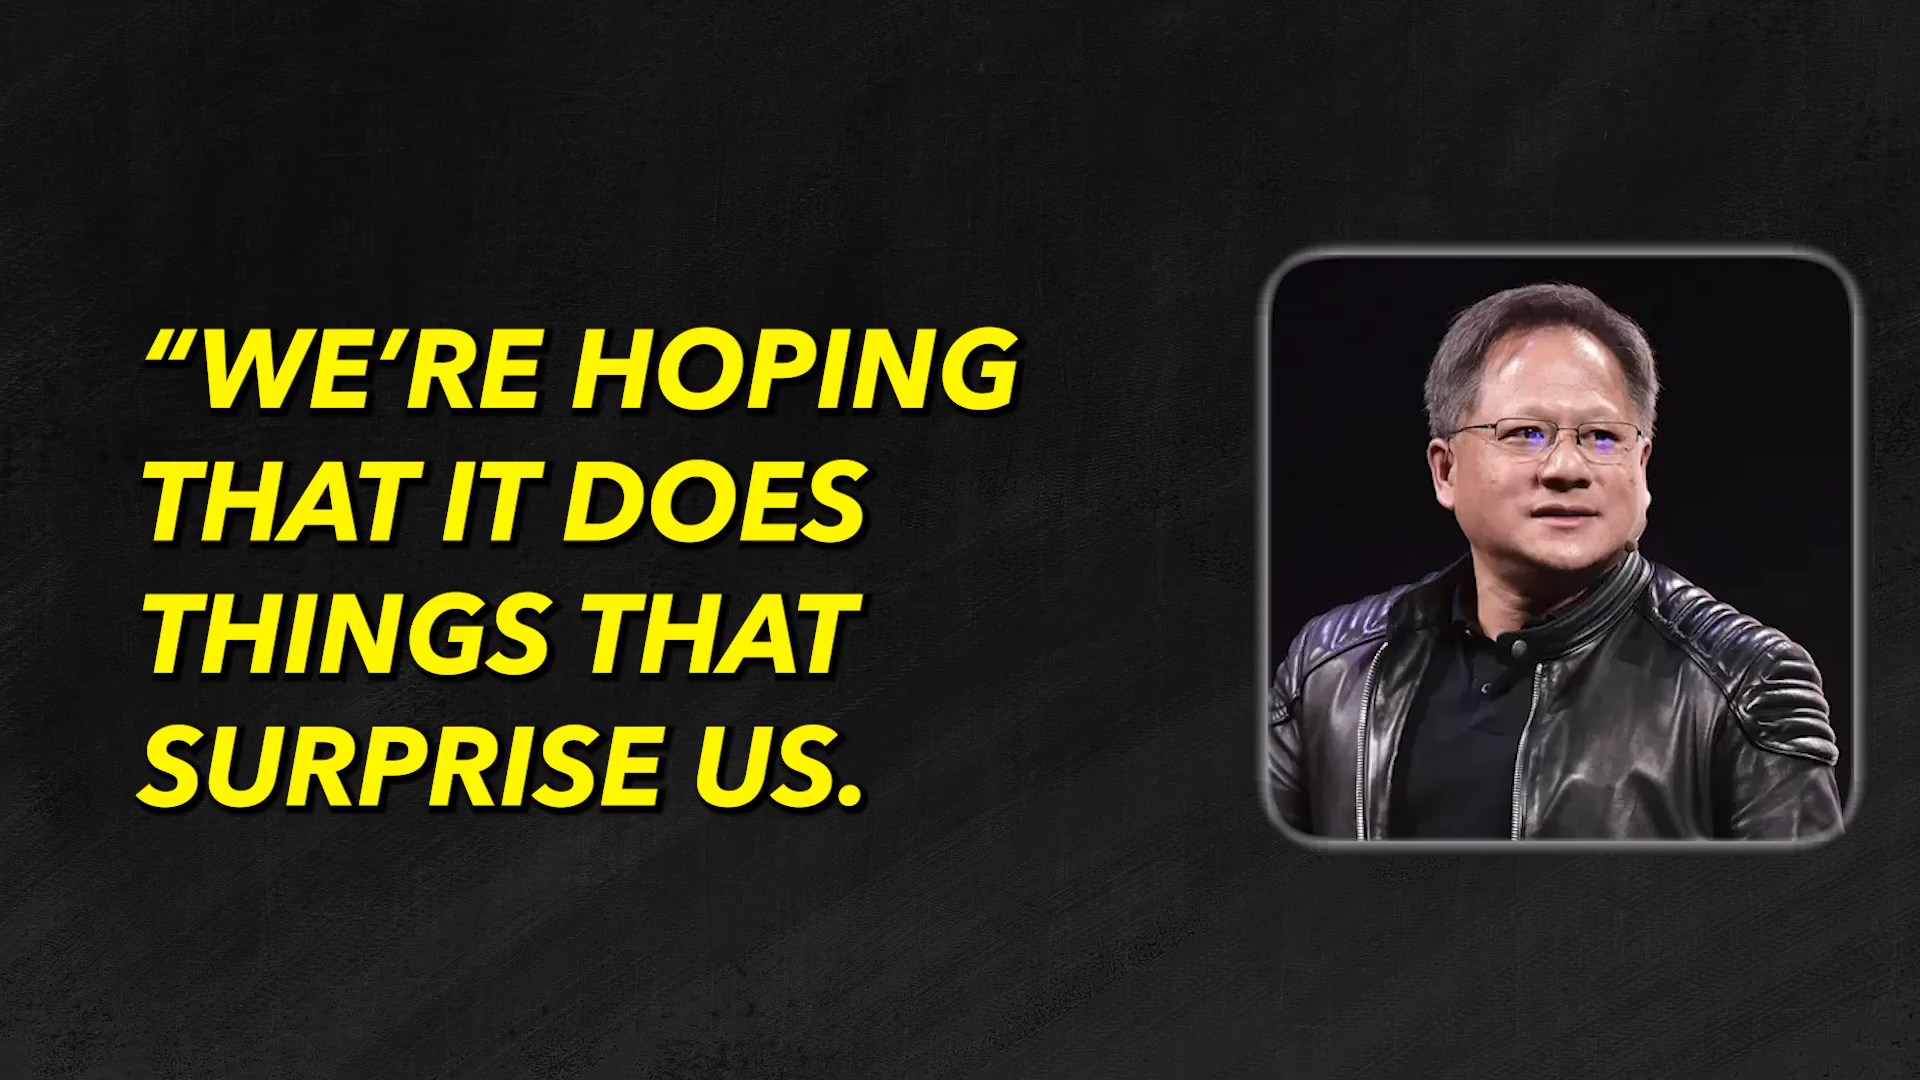 “WE’RE HOPING
THAT IT DOES
THINGS THAT
SURPRISE US.